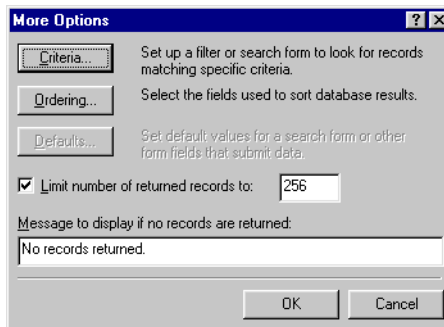 More Options
Criteria... Set up a filter or search form to look for records
matching specific criteria.
Ordering... Select the fields used to sort database results.
Defaults... Set default values for a search form or other
form fields that submit data.
Limit number of returned records to: 256
Message to display if no records are returned:
No records returned.
OK Cancel